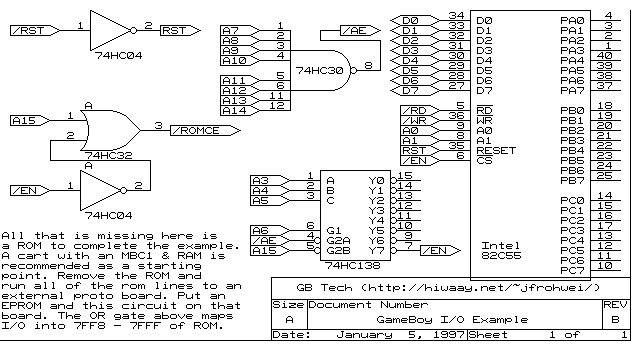 /RST 1 2 RST
74HC04
A7 1
A8 2
A9 3
A10 4
A11 5
A12 6
A13 11
A14 12
/AE
8
74HC30
A
A15 1
2
3 /ROMCE
74HC32
A
/EN 1 2
74HC04
D0 34 D0 PA0 4
D1 33 D1 PA1 3
D2 32 D2 PA2 2
D3 31 D3 PA3 1
D4 30 D4 PA4 40
D5 29 D5 PA5 39
D6 28 D6 PA6 38
D7 27 D7 PA7 37
/RD 5 RD PB0 18
/WR 36 WR PB1 19
A0 9 A0 PB2 20
A1 8 A1 PB3 21
RST 35 RESET PB4 22
/EN 6 CS PB5 23
PB6 24
PB7 25
PC0 14
PC1 15
PC2 16
PC3 17
PC4 13
PC5 12
PC6 11
PC7 10
Intel
82C55
A3 1 A Y0 15
A4 2 B Y1 14
A5 3 C Y2 13
Y3 12
Y4 11
A6 6 G1 Y5 10
/AE 4 G2A Y6 9
A15 5 G2B Y7 7 /EN
74HC138
All that is missing here is
a ROM to complete the example.
A cart with an MBC1 & RAM is
recommended as a starting
point. Remove the ROM and
run all of the rom lines to an
external proto board. Put an
EPROM and this circuit on that
board. The OR gate above maps
I/O into 7FF8 - 7FFF of ROM.
GB Tech (http://hiwaay.net/~jfrohwei/)
Size Document Number REV
A GameBoy I/O Example B
Date: January 5, 1997 Sheet 1 of 1